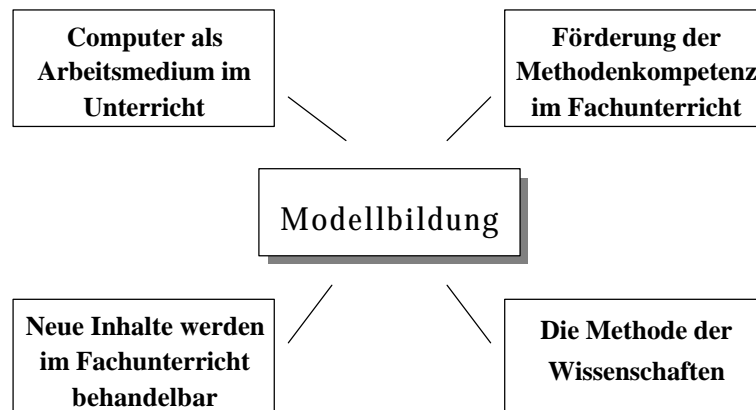 Computer als
Arbeitsmedium im
Unterricht
Förderung der
Methodenkompetenz
im Fachunterricht
Modellbildung
Neue Inhalte werden
im Fachunterricht
behandelbar
Die Methode der
Wissenschaften